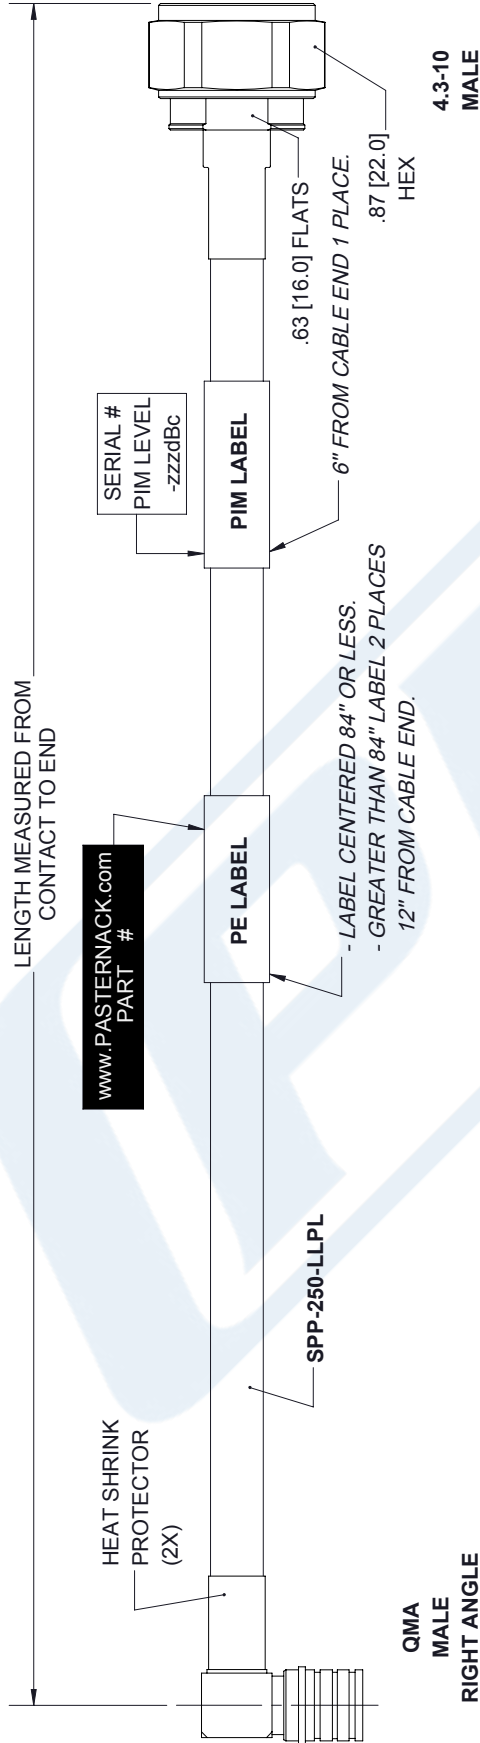 LENGTH MEASURED FROM
CONTACT TO END
HEAT SHRINK
PROTECTOR
(2X)
www.PASTERNACK.com
PART #
SERIAL #
PIM LEVEL
-zzzdBc
PE LABEL
PIM LABEL
SPP-250-LLPL
- LABEL CENTERED 84" OR LESS.
- GREATER THAN 84" LABEL 2 PLACES
12" FROM CABLE END.
6" FROM CABLE END 1 PLACE.
.63 [16.0] FLATS
.87 [22.0]
HEX
QMA
MALE
RIGHT ANGLE
4.3-10
MALE